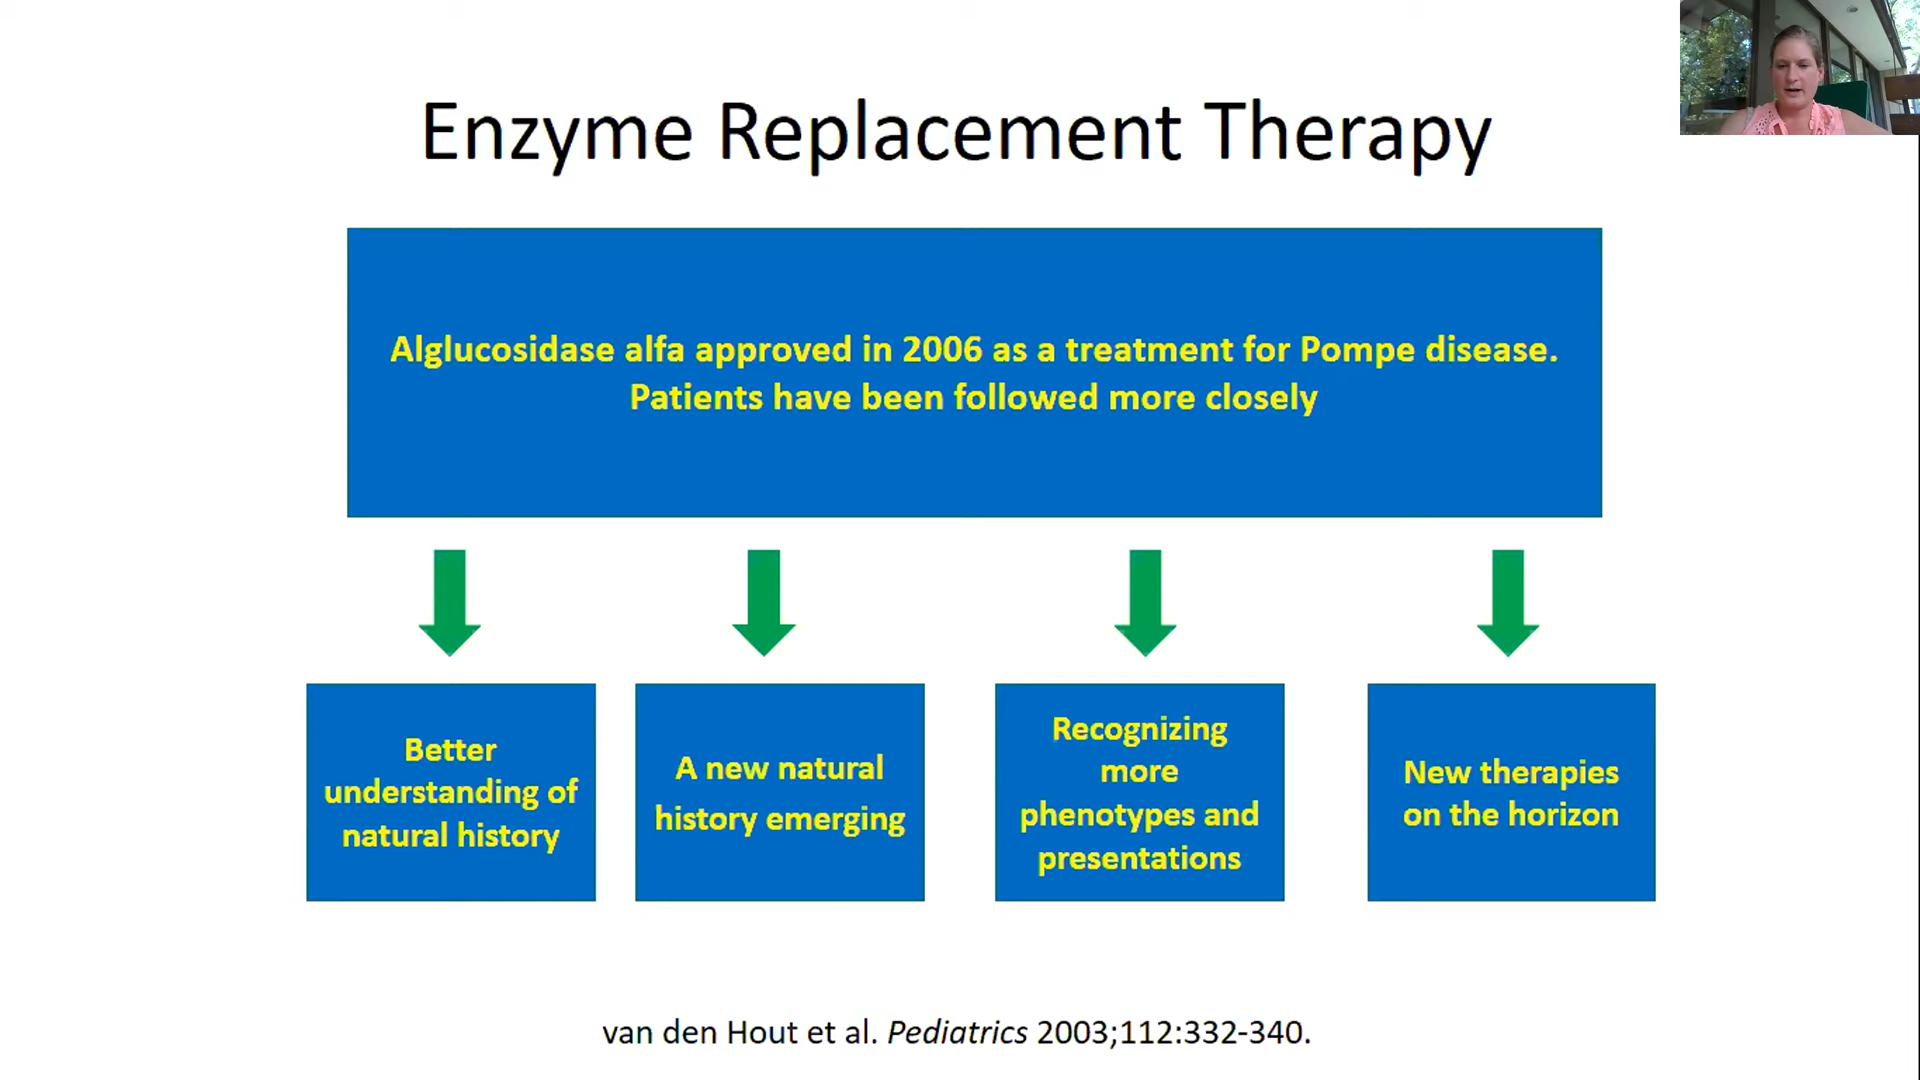 Enzyme Replacement Therapy
Alglucosidase alfa approved in 2006 as a treatment for Pompe disease.
Patients have been followed more closely
Better
understanding of
natural history
A new natural
history emerging
Recognizing
more
phenotypes and
presentations
New therapies
on the horizon
van den Hout et al. Pediatrics 2003;112:332-340.